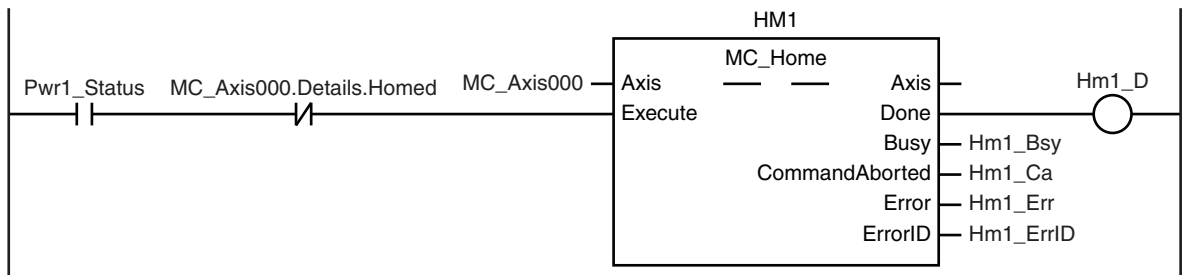 HM1
MC_Home
Pwr1_Status MC_Axis000.Details.Homed MC_Axis000 Axis Axis Hm1_D
Execute Done
Busy Hm1_Bsy
CommandAborted Hm1_Ca
Error Hm1_Err
ErrorID Hm1_ErrID